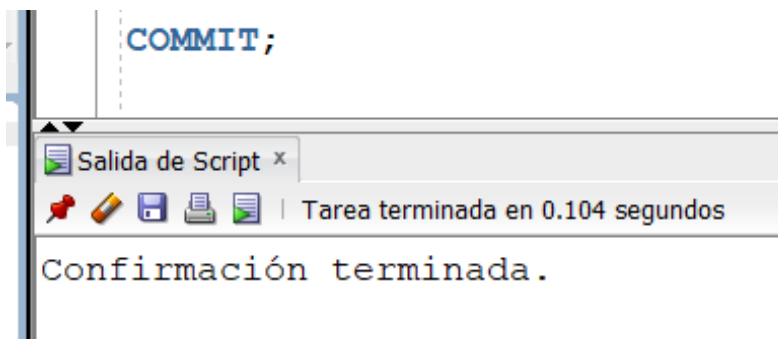 COMMIT;
Salida de Script x
Tarea terminada en 0.104 segundos
Confirmación terminada.